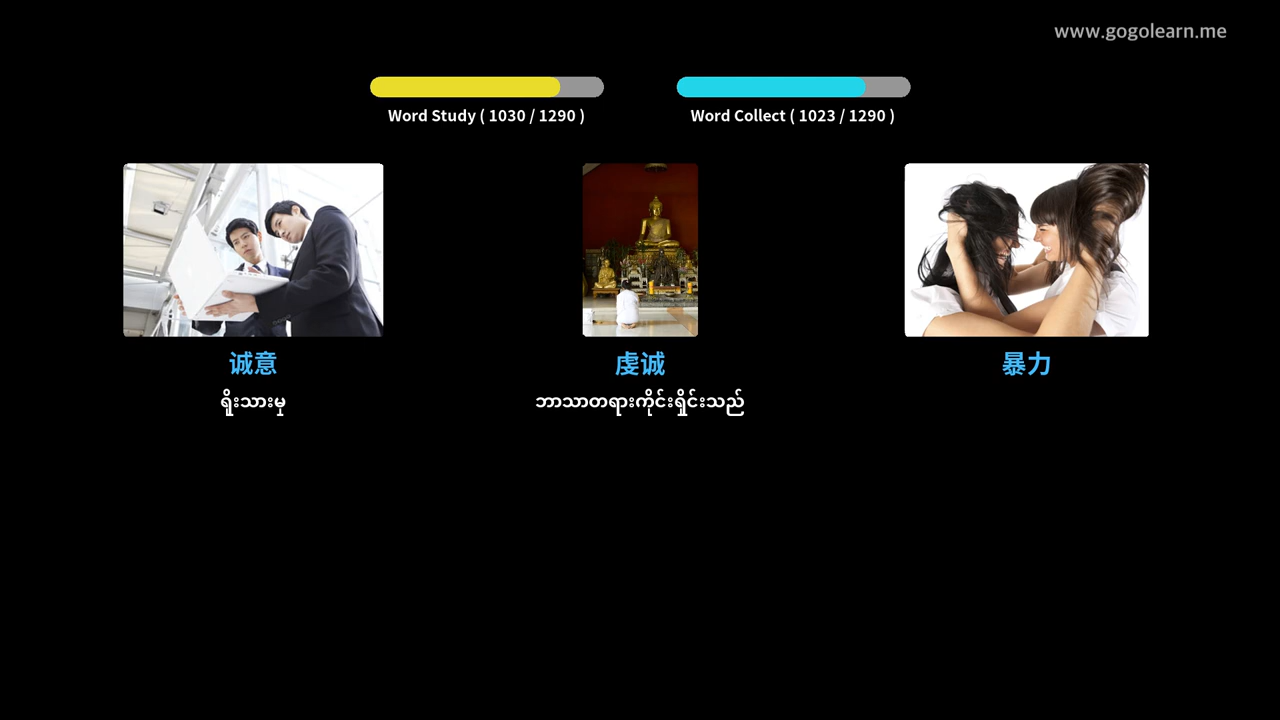 www.gogolearn.me
Word Study ( 1030 / 1290 )
Word Collect ( 1023 / 1290 )
诚意
虔诚
暴力
ရိုးသားမှု
ဘာသာတရားကိုင်းရှိုင်းသည်